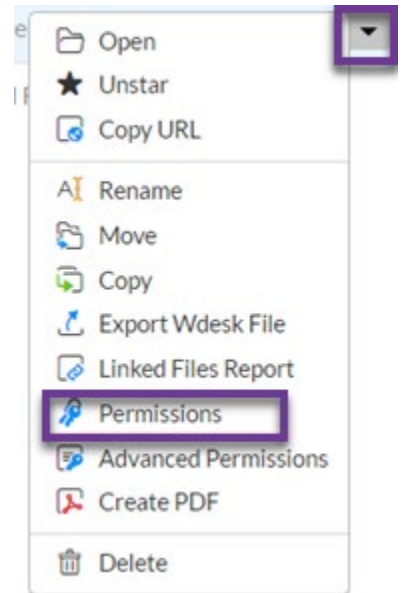 Open
Unstar
Copy URL
Rename
Move
Copy
Export Wdesk File
Linked Files Report
Permissions
Advanced Permissions
Create PDF
Delete